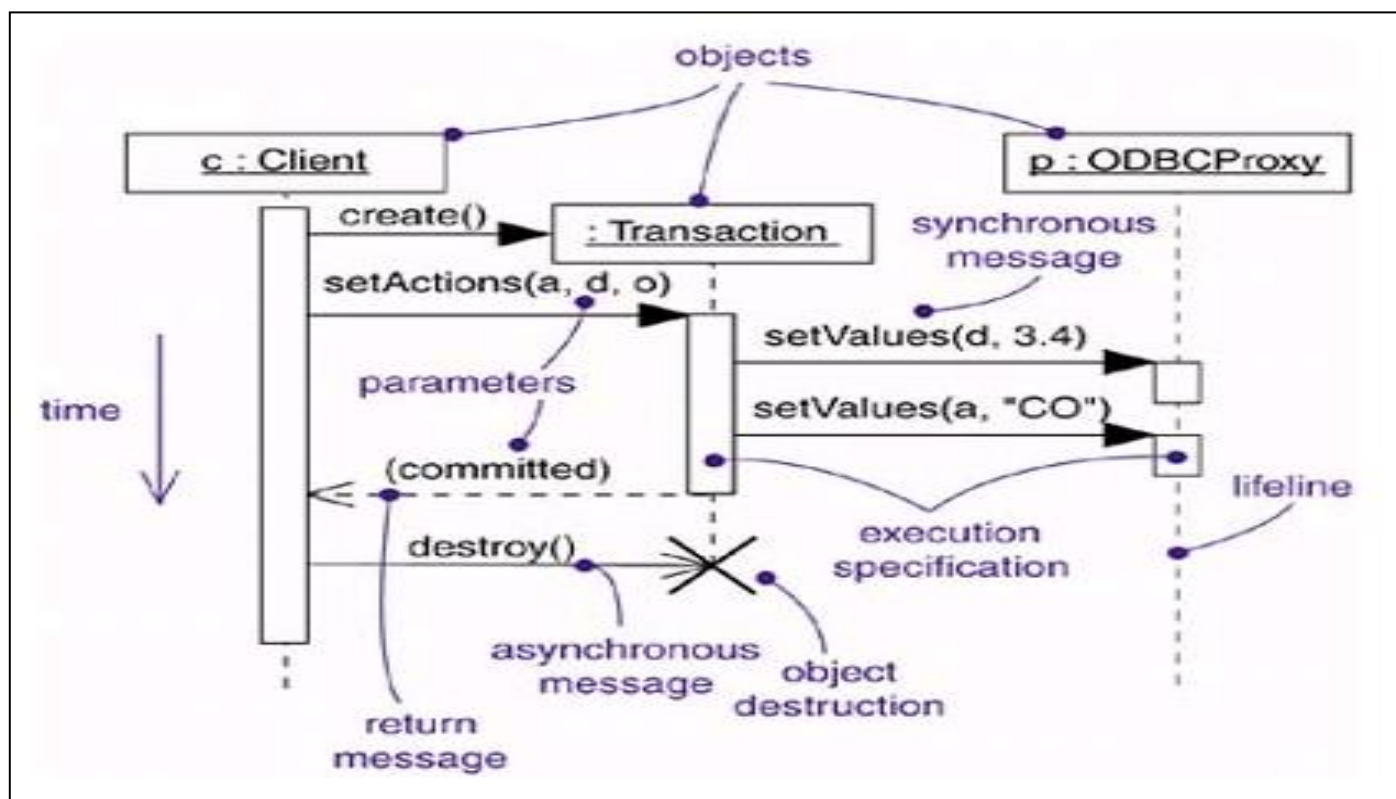 objects
c : Client
p : ODBCProxy
create()
: Transaction
synchronous
message
setActions(a, d, o)
setValues(d, 3.4)
parameters
time
setValues(a, "CO")
(committed)
lifeline
execution
specification
destroy()
asynchronous
message
object
destruction
return
message